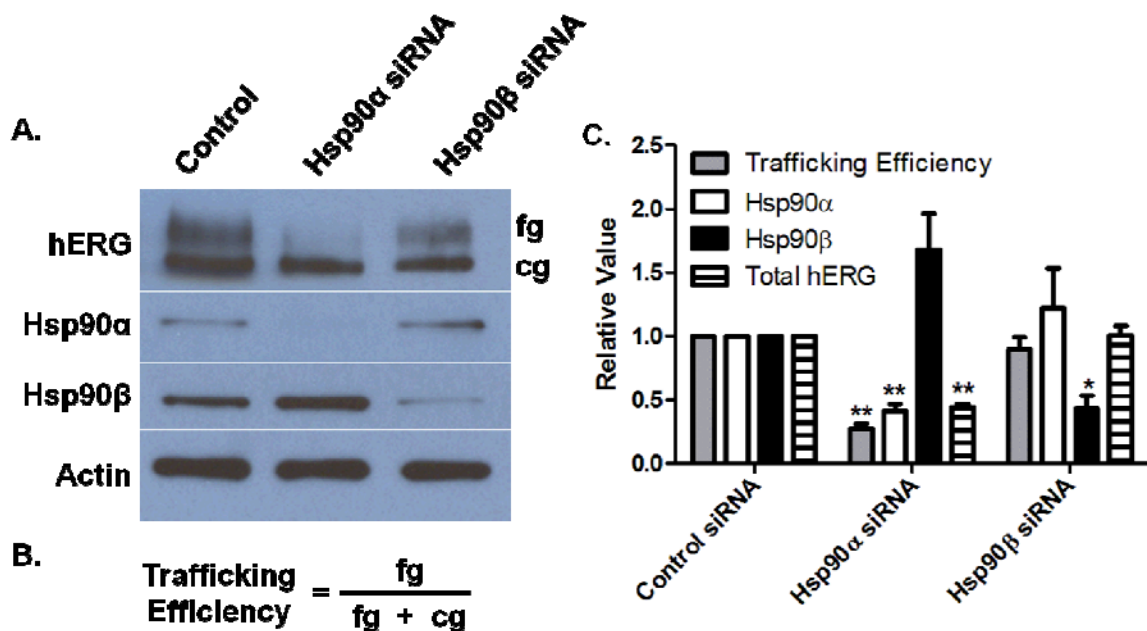 A.
Control
Hsp90α siRNA
Hsp90β siRNA
hERG
fg
cg
Hsp90α
Hsp90β
Actin
B.
Trafficking Efficiency = fg / fg + cg
C.
Trafficking Efficiency
Hsp90α
Hsp90β
Total hERG
Relative Value
2.5
2.0
1.5
1.0
0.5
0.0
** ** **
*
Control siRNA
Hsp90α siRNA
Hsp90β siRNA